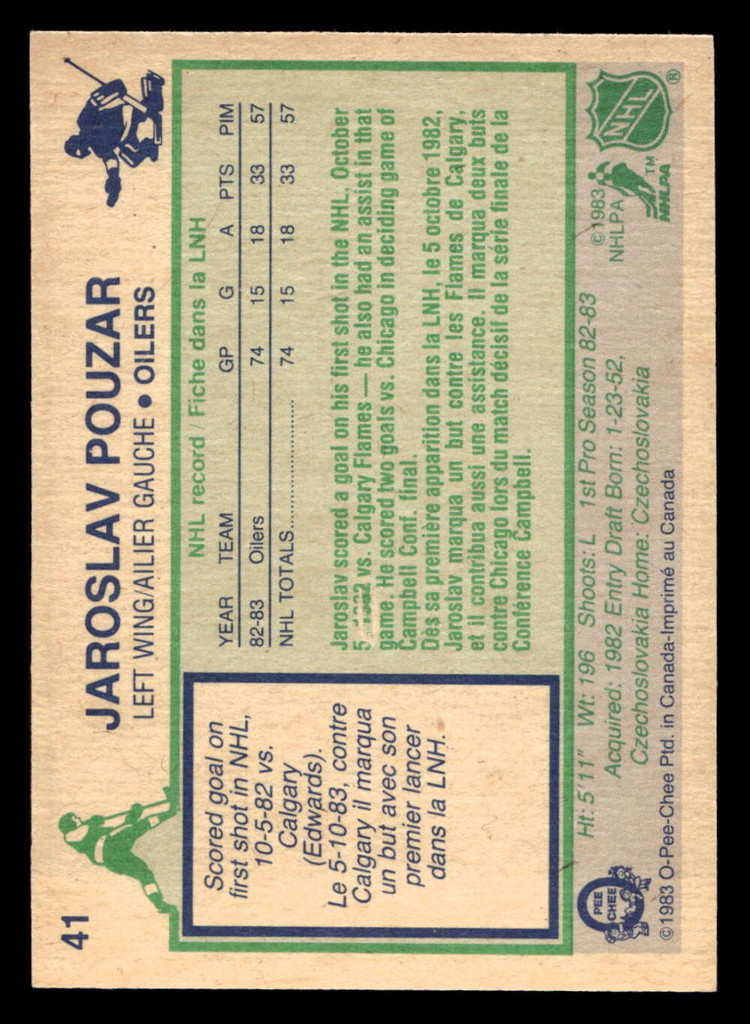 41
JAROSLAV POUZAR
LEFT WING/AILIER GAUCHE • OILERS
Scored goal on
first shot in NHL,
10-5-82 vs.
Calgary
(Edwards).
Le 5-10-83, contre
Calgary il marqua
un but avec son
premier lancer
dans la LNH.
NHL record / Fiche dans la LNH
YEAR TEAM GP G A PTS PIM
82-83 Oilers 74 15 18 33 57
NHL TOTALS 74 15 18 33 57
Jaroslav scored a goal on his first shot in the NHL, October
5 vs. Calgary Flames — he also had an assist in that
game. He scored two goals vs. Chicago in deciding game of
Campbell Conf. final.
Dès sa première apparition dans la LNH, le 5 octobre 1982,
Jaroslav marqua un but contre les Flames de Calgary,
et il contribua aussi une assistance. Il marqua deux buts
contre Chicago lors du match décisif de la série finale de la
Conférence Campbell.
Ht: 5'11" Wt: 196 Shoots: L 1st Pro Season 82-83
Acquired: 1982 Entry Draft Born: 1-23-52,
Czechoslovakia Home: Czechoslovakia
©1983 O-Pee-Chee Ptd. in Canada-Imprimé au Canada
O
PEE
CHEE
©1983
NHLPA
NHLPA
TM
NHL
®